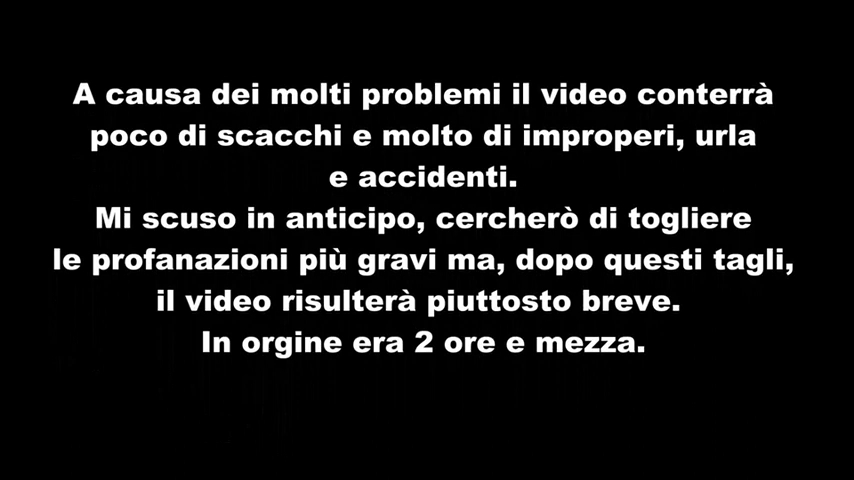 A causa dei molti problemi il video conterrà
poco di scacchi e molto di improperi, urla
e accidenti.
Mi scuso in anticipo, cercherò di togliere
le profanazioni più gravi ma, dopo questi tagli,
il video risulterà piuttosto breve.
In orgine era 2 ore e mezza.